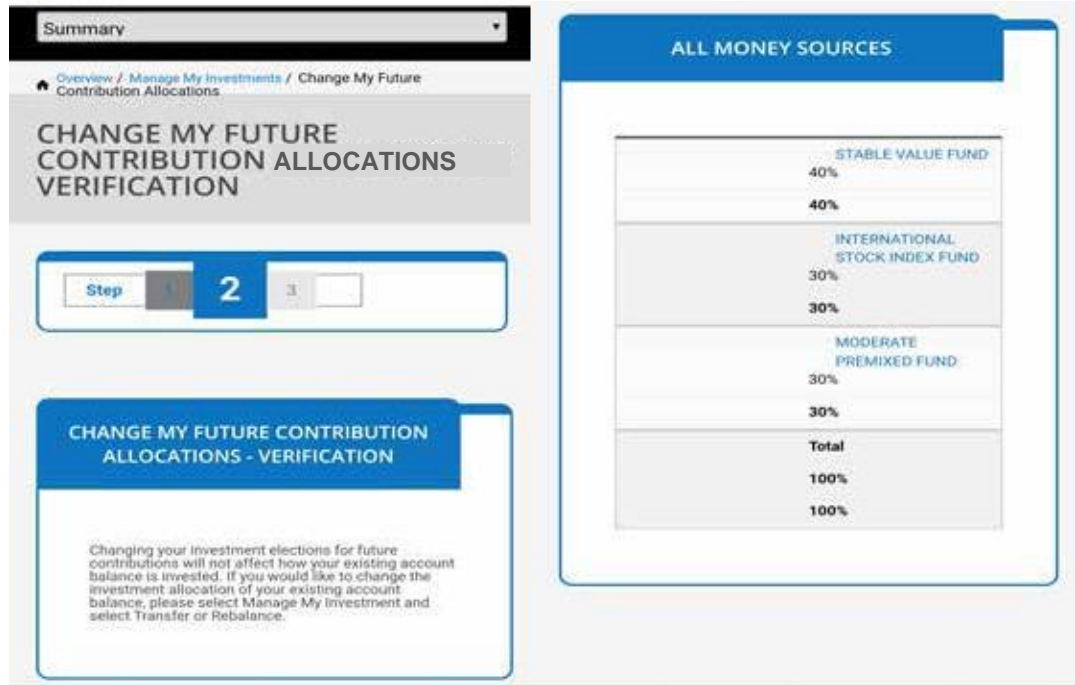 Summary
Overview / Manage My Investments / Change My Future
Contribution Allocations
CHANGE MY FUTURE
CONTRIBUTION ALLOCATIONS
VERIFICATION
Step 1 2 3
CHANGE MY FUTURE CONTRIBUTION
ALLOCATIONS - VERIFICATION
Changing your investment elections for future
contributions will not affect how your existing account
balance is invested. If you would like to change the
investment allocation of your existing account
balance, please select Manage My Investment and
select Transfer or Rebalance.
ALL MONEY SOURCES
STABLE VALUE FUND
40%
40%
INTERNATIONAL
STOCK INDEX FUND
30%
30%
MODERATE
PREMIXED FUND
30%
30%
Total
100%
100%